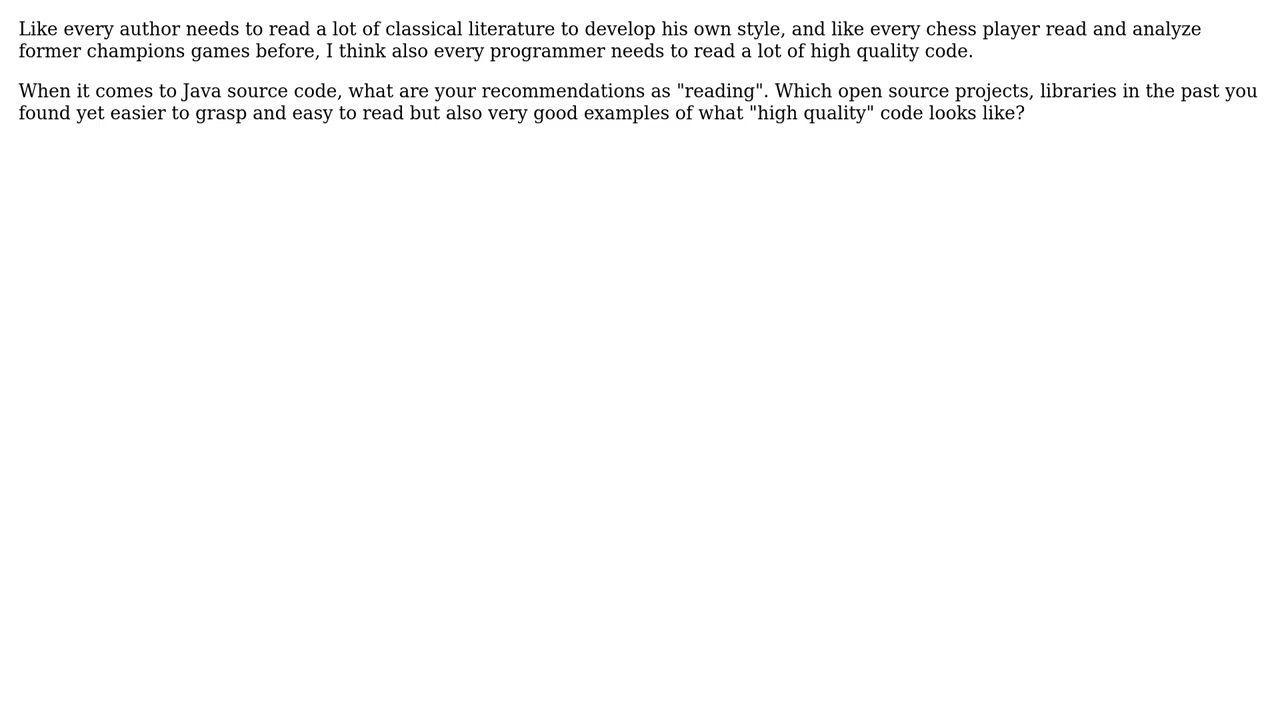 Like every author needs to read a lot of classical literature to develop his own style, and like every chess player read and analyze
former champions games before, I think also every programmer needs to read a lot of high quality code.
When it comes to Java source code, what are your recommendations as "reading". Which open source projects, libraries in the past you
found yet easier to grasp and easy to read but also very good examples of what "high quality" code looks like?